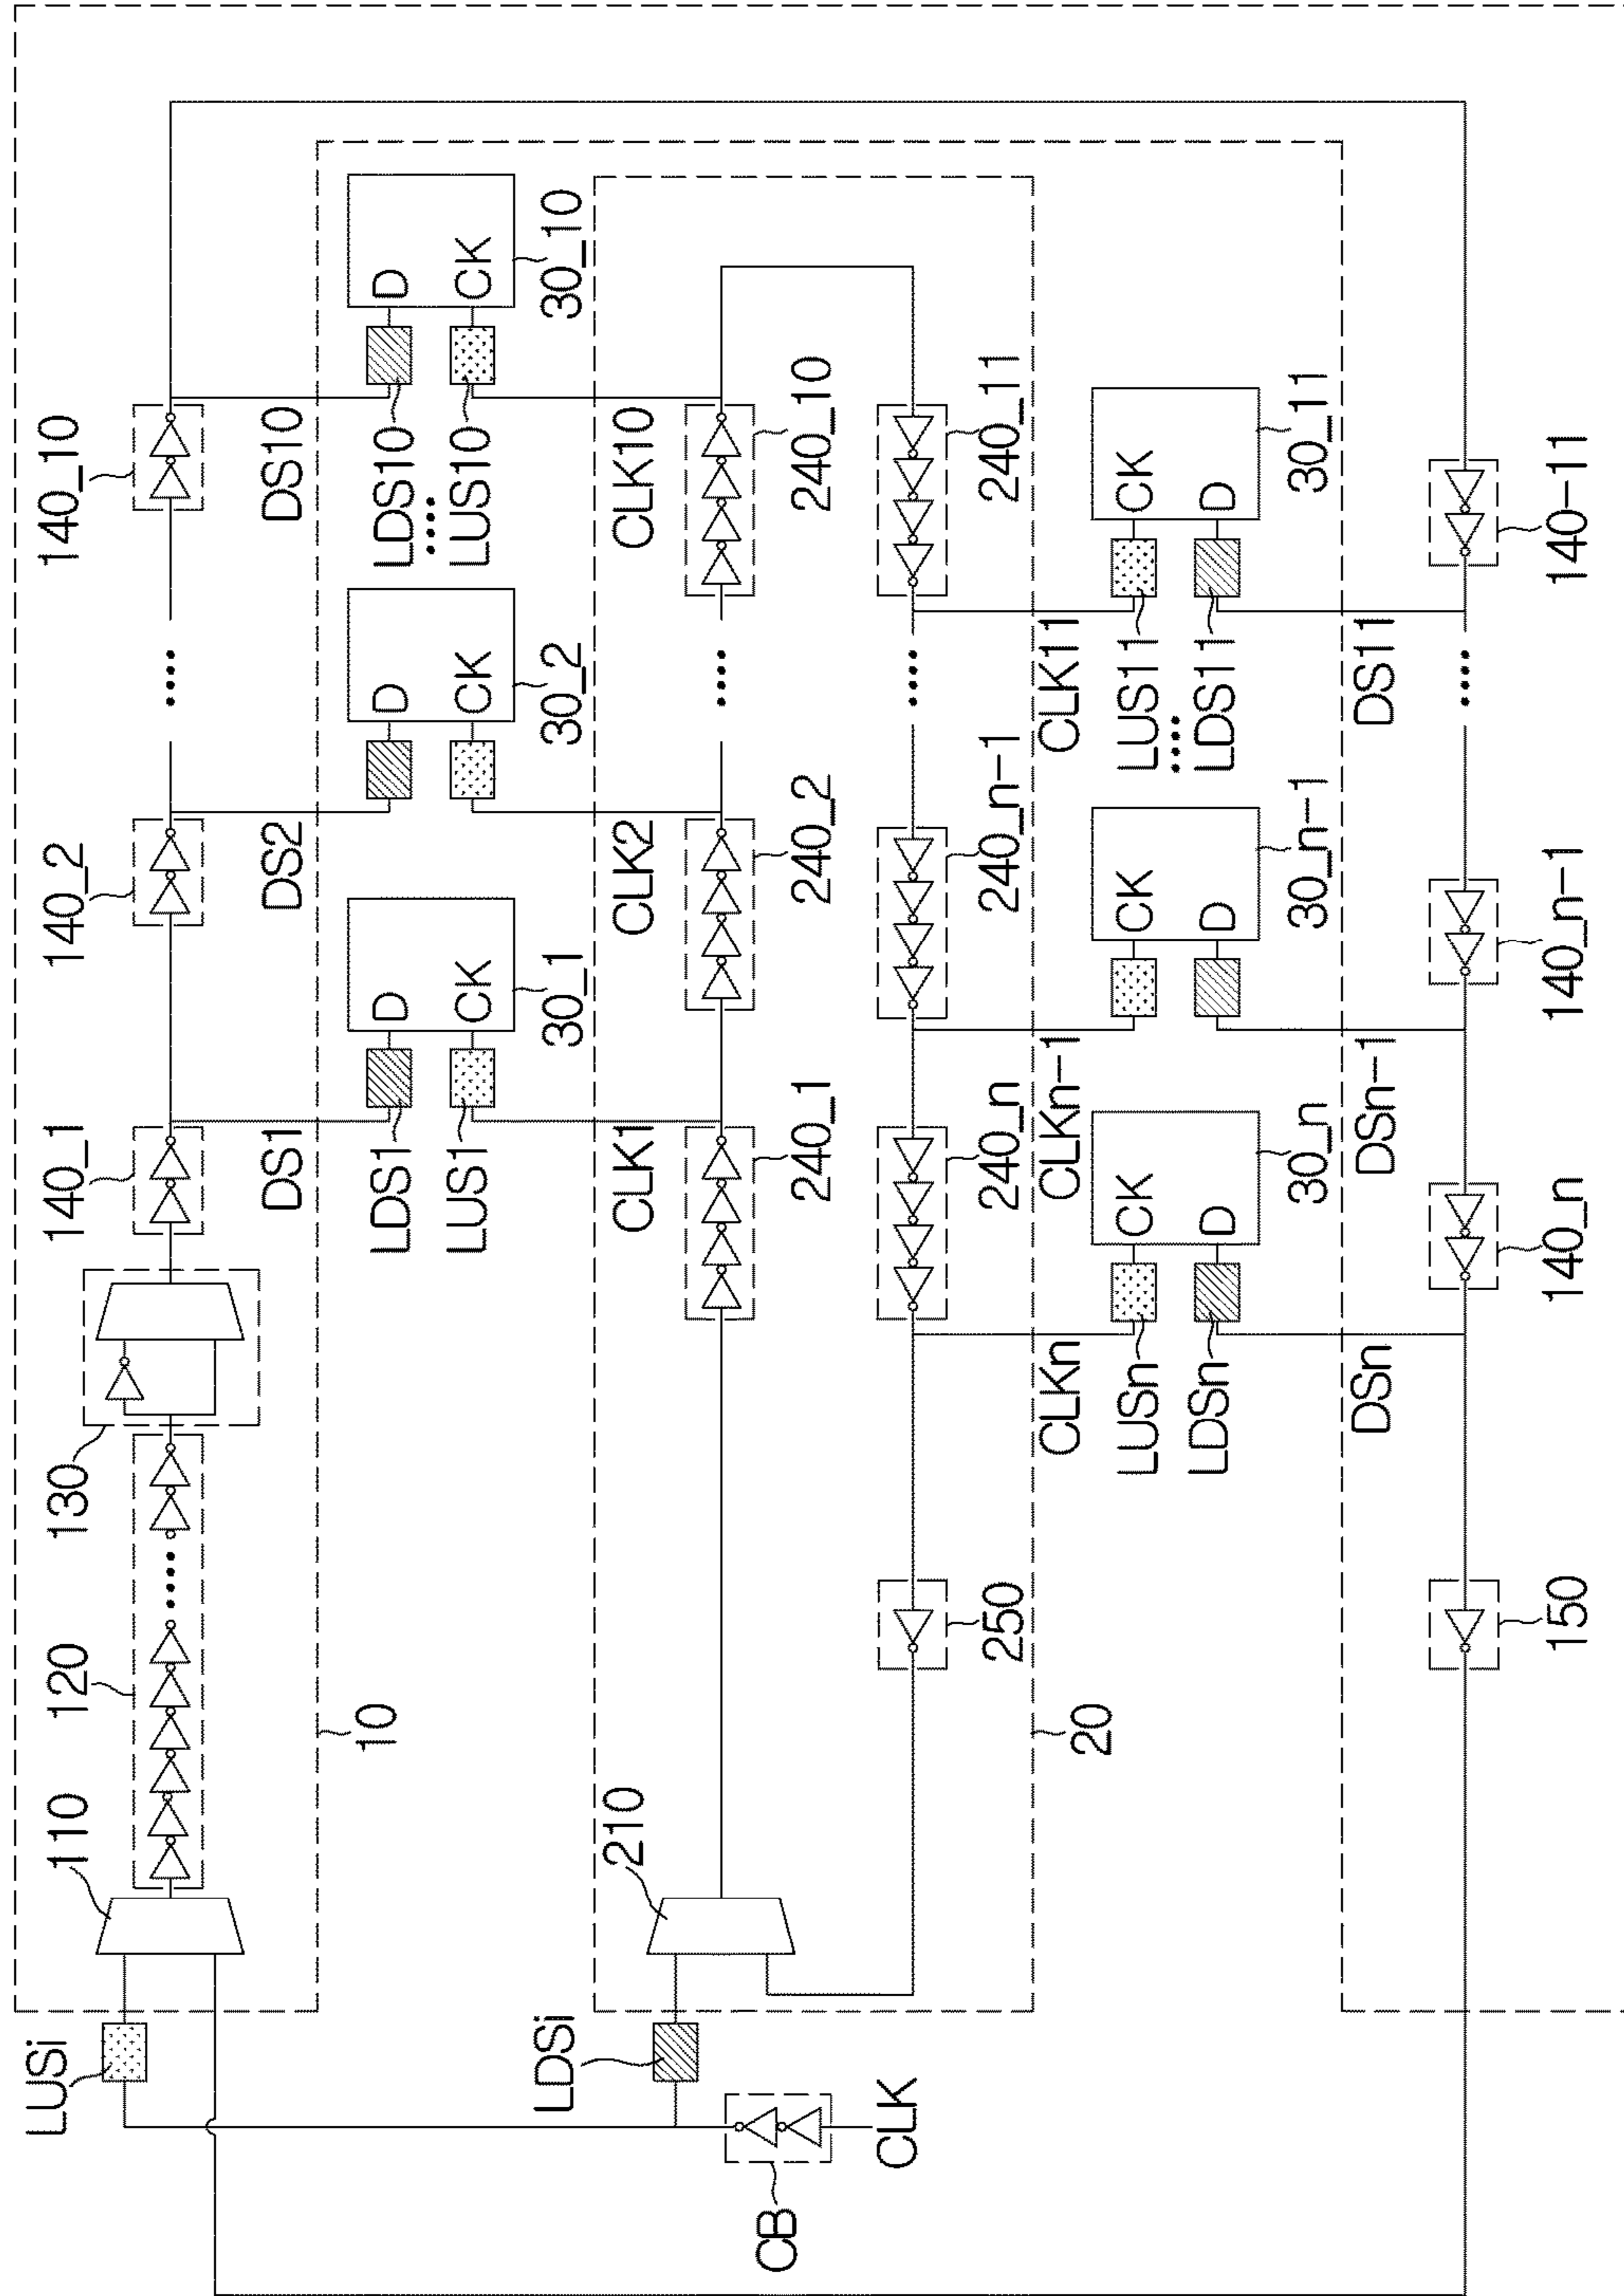 140_10
140_2
140_1
130
120
110
LUSi
DS10
DS2
DS1
10
D
CK
30_10
D
CK
30_2
D
CK
30_1
LDS10
....
LUS10
LDS1
LUS1
LDSi
CLK10
CLK2
CLK1
210
240_10
240_2
240_1
CB
CLK
240_11
240_n-1
240_n
250
20
CLK11
CLKn-1
CLKn
LUS11
....
LDS11
LUSn
LDSn
CK
D
30_11
CK
D
30_n-1
CK
D
30_n
DS11
DSn-1
DSn
140-11
140_n-1
140_n
150